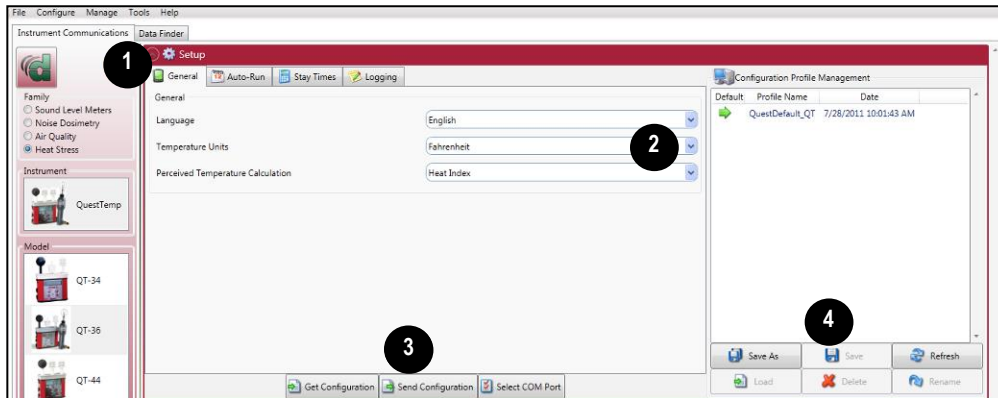 File Configure Manage Tools Help
Instrument Communications Data Finder
1
Setup
General Auto-Run Stay Times Logging
Configuration Profile Management
Family
Sound Level Meters
Noise Dosimetry
Air Quality
Heat Stress
Instrument
QuestTemp
Model
QT-34
QT-36
QT-44
General
Language English
Temperature Units Fahrenheit
2
Perceived Temperature Calculation Heat Index
Default Profile Name Date
QuestDefault_QT 7/28/2011 10:01:43 AM
3
Get Configuration Send Configuration Select COM Port
4
Save As Save Refresh
Load Delete Rename